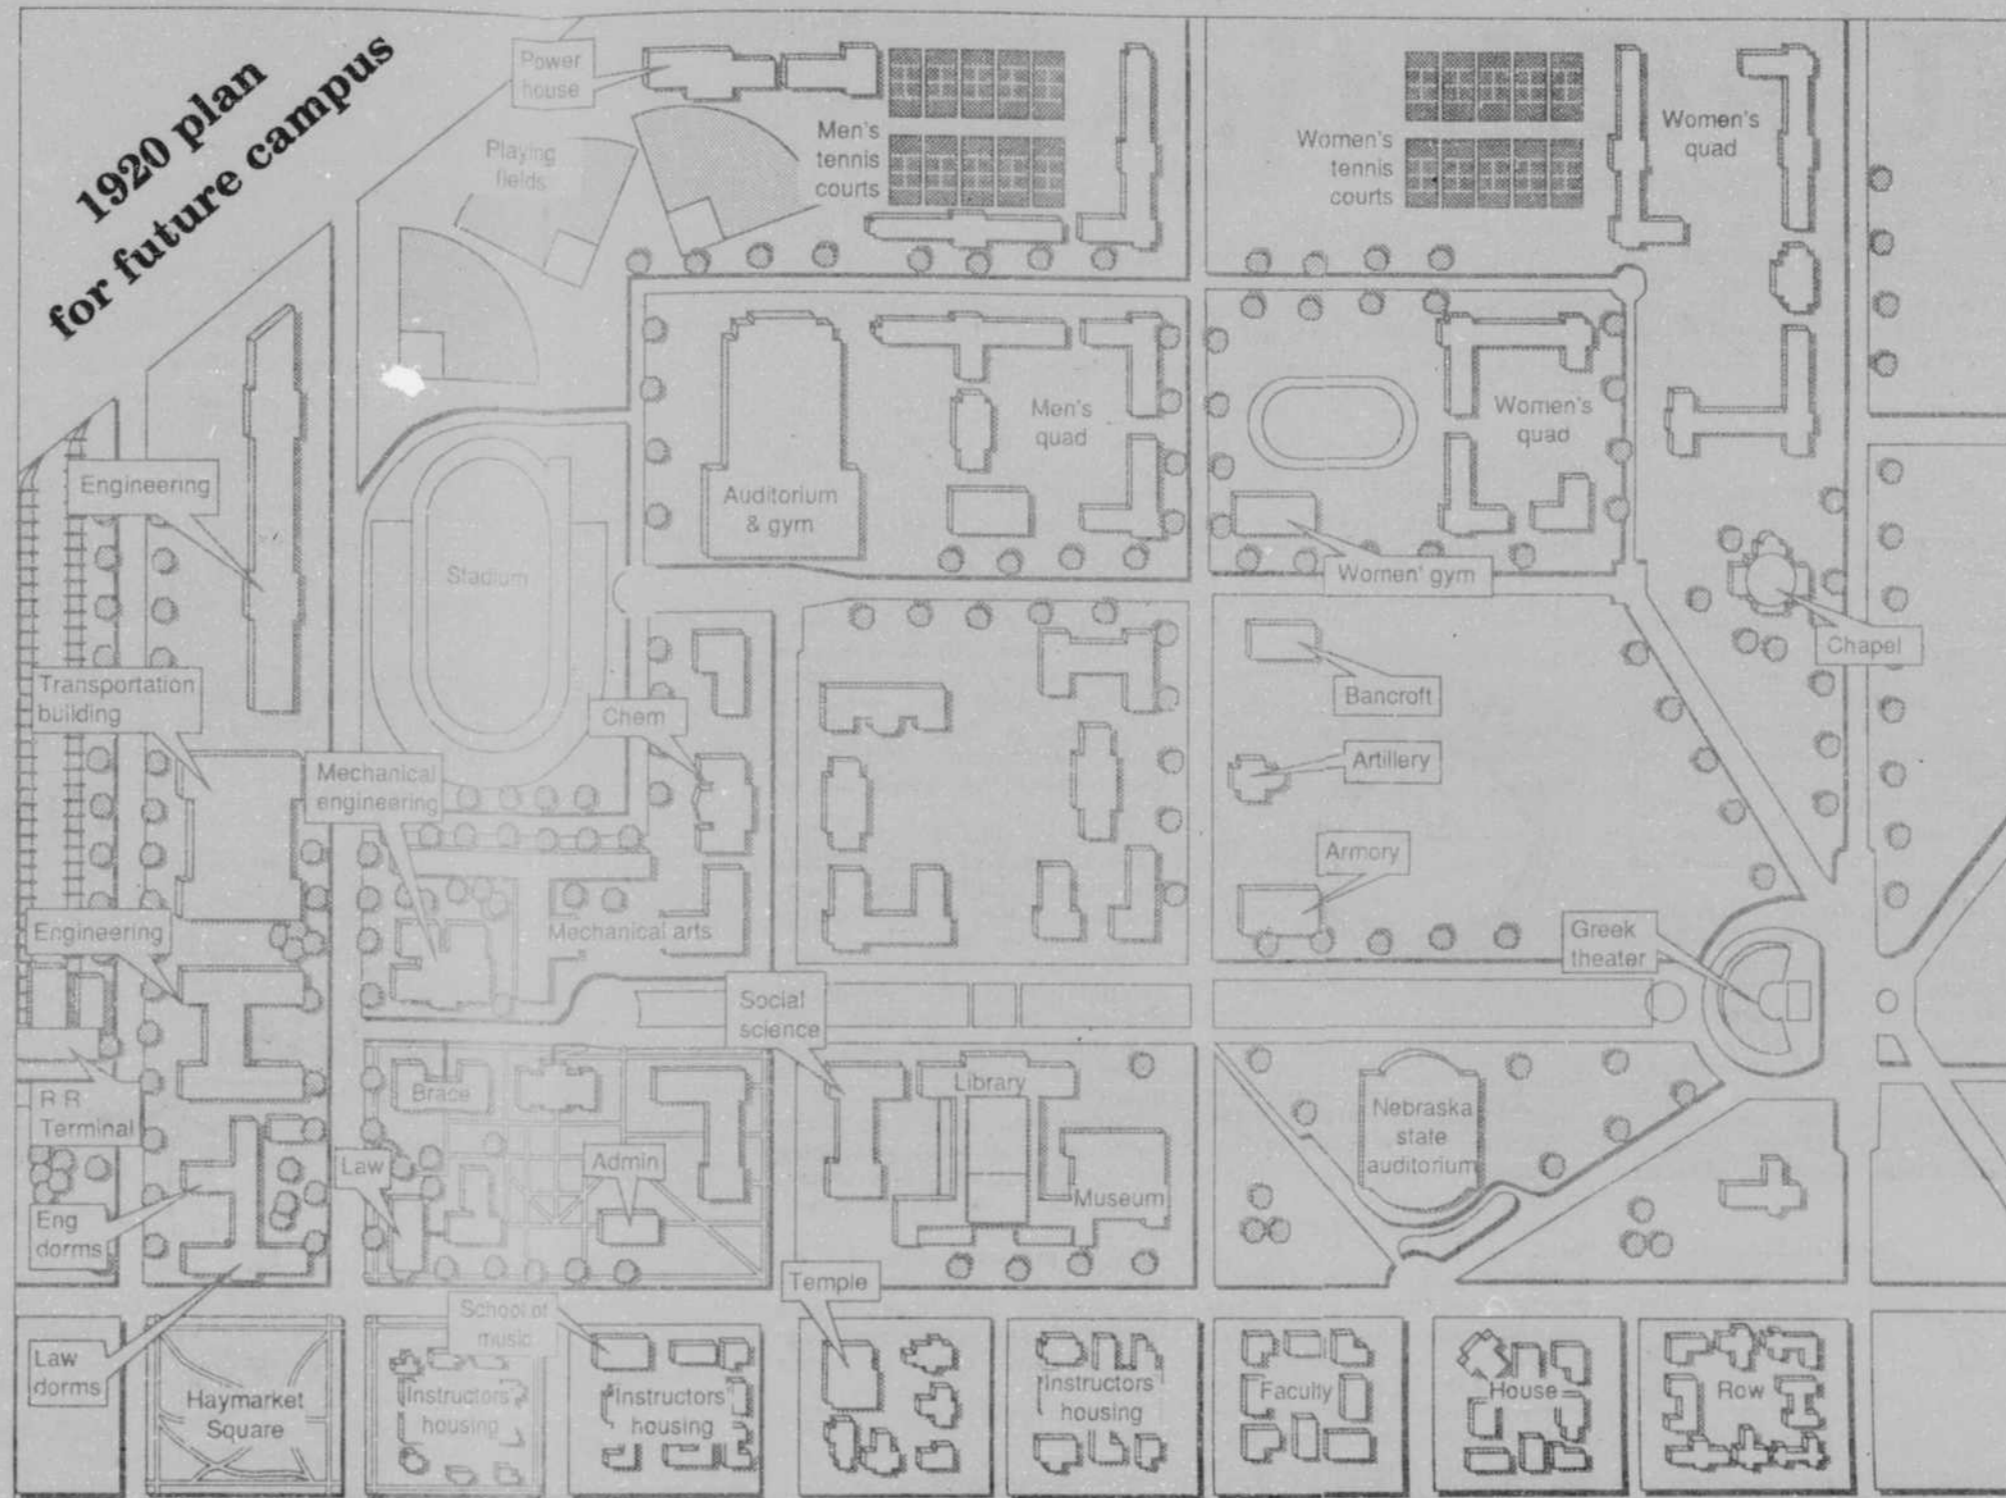 1920 plan
for future campus
Power
house
Playing
fields
Men's
tennis
courts
Women's
tennis
courts
Women's
quad
Engineering
Auditorium
& gym
Men's
quad
Women's
quad
Women' gym
Stadium
Chapel
Transportation
building
Chem
Bancroft
Artillery
Mechanical
engineering
Armory
Engineering
Mechanical arts
Greek
theater
Social
science
R R
Terminal
Brace
Library
Nebraska
state
auditorium
Law
Admin
Museum
Eng
dorms
Temple
School of
music
Law
dorms
Haymarket
Square
Instructors'
housing
Instructors'
housing
Instructors'
housing
Faculty
House
Row